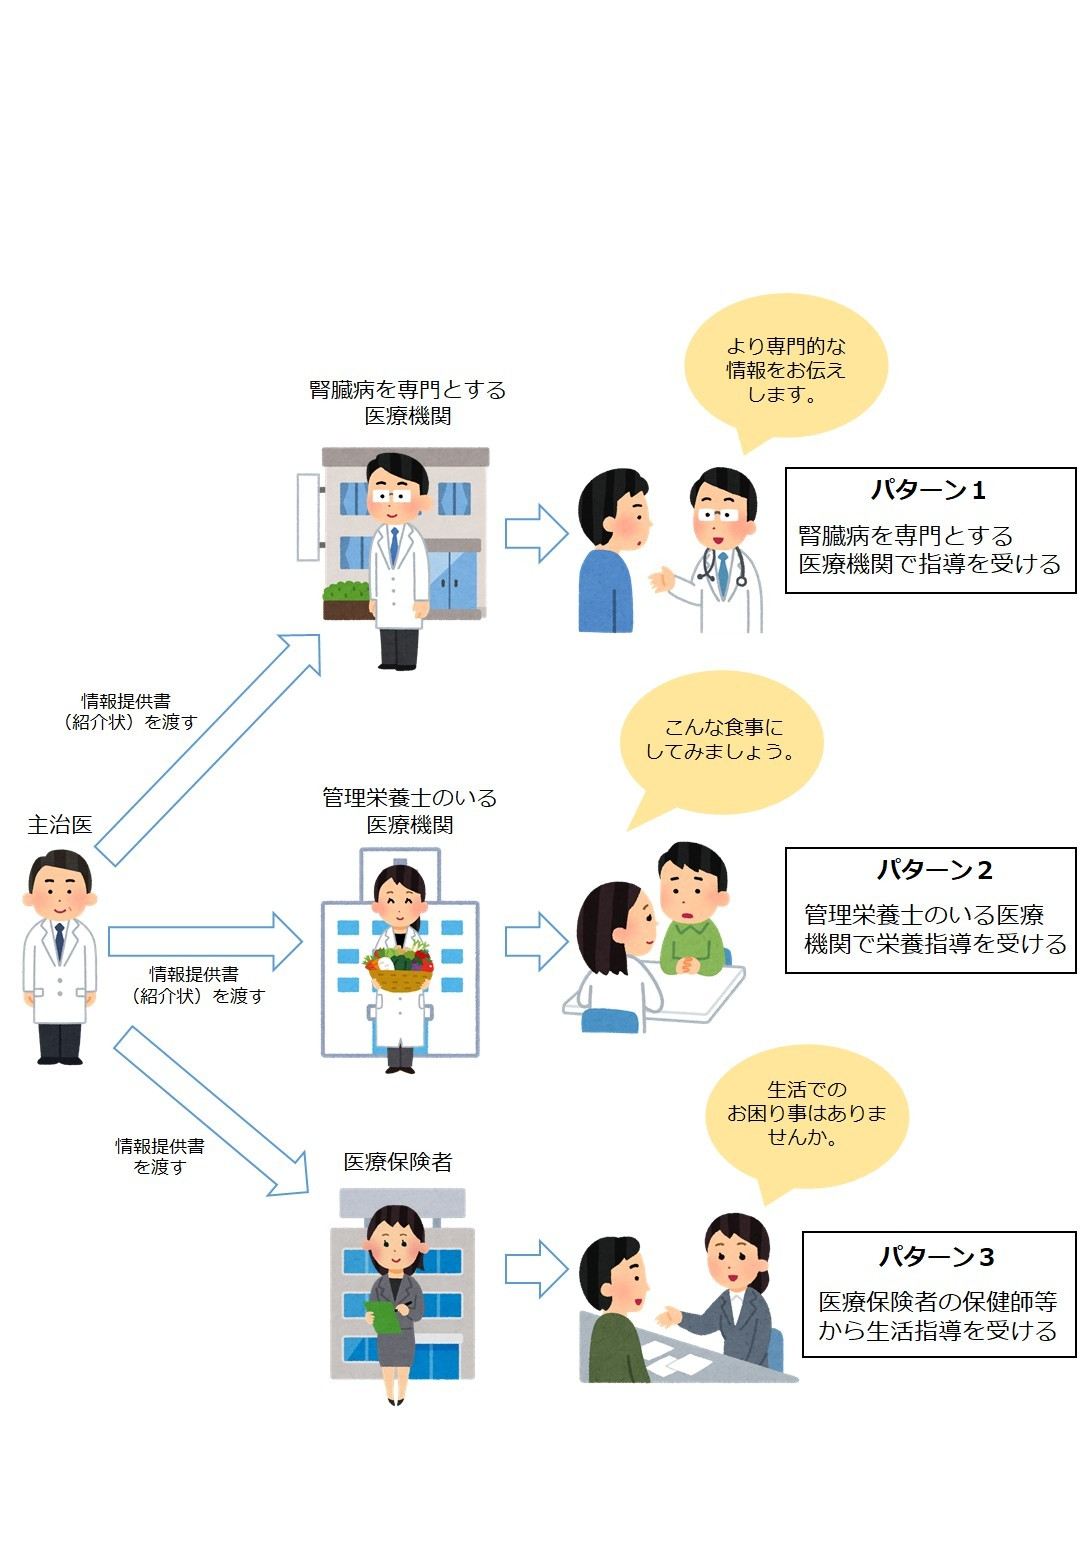 より専門的な
情報をお伝え
します。
腎臓病を専門とする
医療機関
パターン１
腎臓病を専門とする
医療機関で指導を受ける
情報提供書
（紹介状）を渡す
こんな食事に
してみましょう。
管理栄養士のいる
医療機関
主治医
パターン２
管理栄養士のいる医療
機関で栄養指導を受ける
情報提供書
（紹介状）を渡す
生活での
お困り事はありま
せんか。
情報提供書
を渡す
医療保険者
パターン３
医療保険者の保健師等
から生活指導を受ける